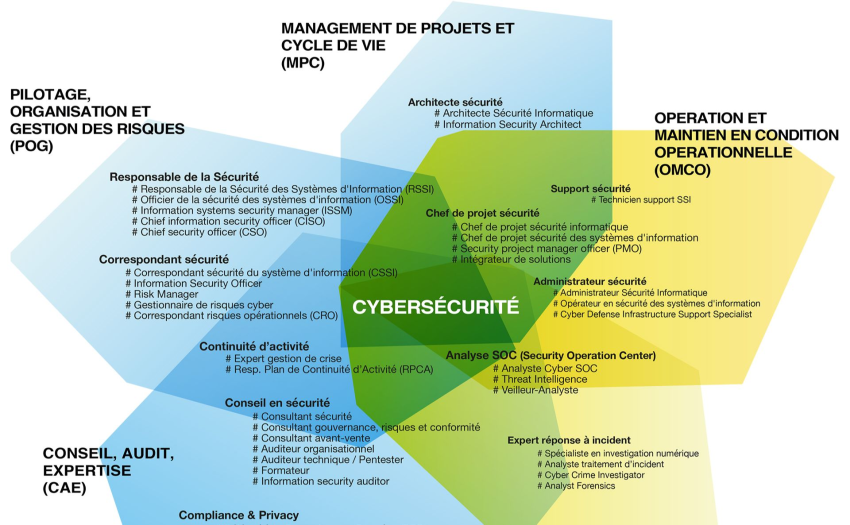 MANAGEMENT DE PROJETS ET
CYCLE DE VIE
(MPC)
PILOTAGE,
ORGANISATION ET
GESTION DES RISQUES
(POG)
Architecte sécurité
# Architecte Sécurité Informatique
# Information Security Architect
OPERATION ET
MAINTIEN EN CONDITION
OPERATIONNELLE
(OMCO)
Responsable de la Sécurité
# Responsable de la Sécurité des Systèmes d'Information (RSSI)
# Officier de la sécurité des systèmes d'information (OSSI)
# Information systems security manager (ISSM)
# Chief information security officer (CISO)
# Chief security officer (CSO)
Support sécurité
# Technicien support SSI
Chef de projet sécurité
# Chef de projet sécurité informatique
# Chef de projet sécurité des systèmes d'information
# Security project manager officer (PMO)
# Intégrateur de solutions
Correspondant sécurité
# Correspondant sécurité du système d'information (CSSI)
# Information Security Officer
# Risk Manager
# Gestionnaire de risques cyber
# Correspondant risques opérationnels (CRO)
CYBERSÉCURITÉ
Administrateur sécurité
# Administrateur Sécurité Informatique
# Opérateur en sécurité des systèmes d'information
# Cyber Defense Infrastructure Support Specialist
Continuité d'activité
# Expert gestion de crise
# Resp. Plan de Continuité d'Activité (RPCA)
Analyse SOC (Security Operation Center)
# Analyste Cyber SOC
# Threat Intelligence
# Veilleur-Analyste
Conseil en sécurité
# Consultant sécurité
# Consultant gouvernance, risques et conformité
# Consultant avant-vente
# Auditeur organisationnel
# Auditeur technique / Pentester
# Formateur
# Information security auditor
Expert réponse à incident
# Spécialiste en investigation numérique
# Analyste traitement d'incident
# Cyber Crime Investigator
# Analyst Forensics
CONSEIL, AUDIT,
EXPERTISE
(CAE)
Compliance & Privacy